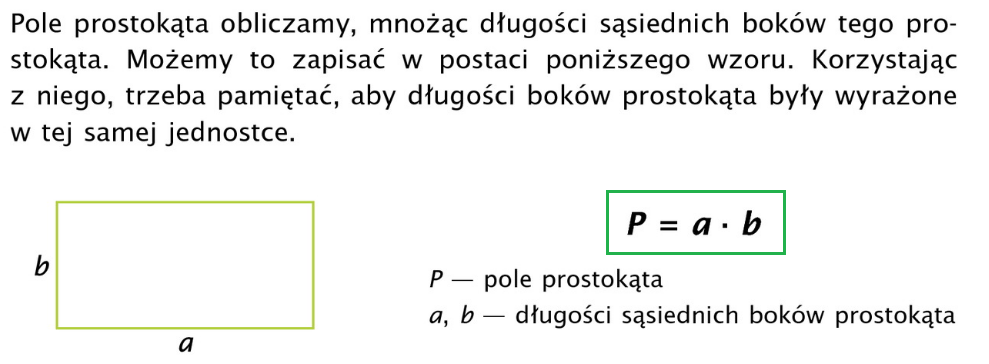 Pole prostokąta obliczamy, mnożąc długości sąsiednich boków tego pro-
stokąta. Możemy to zapisać w postaci poniższego wzoru. Korzystając
z niego, trzeba pamiętać, aby długości boków prostokąta były wyrażone
w tej samej jednostce.
P = a · b
b
P — pole prostokąta
a, b — długości sąsiednich boków prostokąta
a